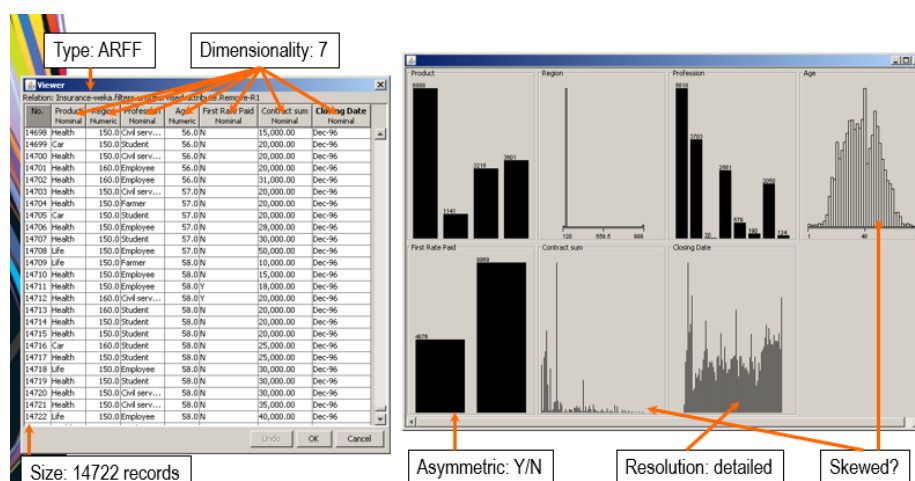 Type: ARFF
Dimensionality: 7
Viewer
Relation: Insurance-weka.filters.unsupervised.attribute.Remove-R1
No. Product Region Profession Age First Rate Paid Contract sum Closing Date
Nominal Numeric Nominal Numeric Nominal Nominal Nominal
14698 Health 150.0 Civil serv... 56.0 N 15,000.00 Dec-96
14699 Car 150.0 Student 56.0 N 20,000.00 Dec-96
14700 Health 150.0 Civil serv... 56.0 N 20,000.00 Dec-96
14701 Health 160.0 Employee 56.0 N 20,000.00 Dec-96
14702 Health 160.0 Employee 56.0 N 31,000.00 Dec-96
14703 Health 150.0 Civil serv... 57.0 N 20,000.00 Dec-96
14704 Health 150.0 Farmer 57.0 N 20,000.00 Dec-96
14705 Car 150.0 Student 57.0 N 20,000.00 Dec-96
14706 Health 150.0 Employee 57.0 N 28,000.00 Dec-96
14707 Health 150.0 Student 57.0 N 30,000.00 Dec-96
14708 Life 150.0 Employee 57.0 N 50,000.00 Dec-96
14709 Life 150.0 Farmer 58.0 N 10,000.00 Dec-96
14710 Health 150.0 Employee 58.0 N 15,000.00 Dec-96
14711 Health 150.0 Employee 58.0 Y 18,000.00 Dec-96
14712 Health 160.0 Civil serv... 58.0 Y 20,000.00 Dec-96
14713 Health 160.0 Student 58.0 N 20,000.00 Dec-96
14714 Health 150.0 Student 58.0 N 20,000.00 Dec-96
14715 Health 150.0 Student 58.0 N 20,000.00 Dec-96
14716 Car 160.0 Student 58.0 N 25,000.00 Dec-96
14717 Health 150.0 Student 58.0 N 25,000.00 Dec-96
14718 Life 150.0 Employee 58.0 N 30,000.00 Dec-96
14719 Health 150.0 Student 58.0 N 30,000.00 Dec-96
14720 Health 150.0 Civil serv... 58.0 N 30,000.00 Dec-96
14721 Health 150.0 Civil serv... 58.0 N 35,000.00 Dec-96
14722 Life 150.0 Employee 58.0 N 40,000.00 Dec-96
Undo OK Cancel
Size: 14722 records
Product Region Profession Age
1141 3215 3501
120 559.5 999
3703 2561 20 579 190 2056 124
1 48
First Rate Paid Contract sum Closing Date
4876 9959
Asymmetric: Y/N
Resolution: detailed
Skewed?